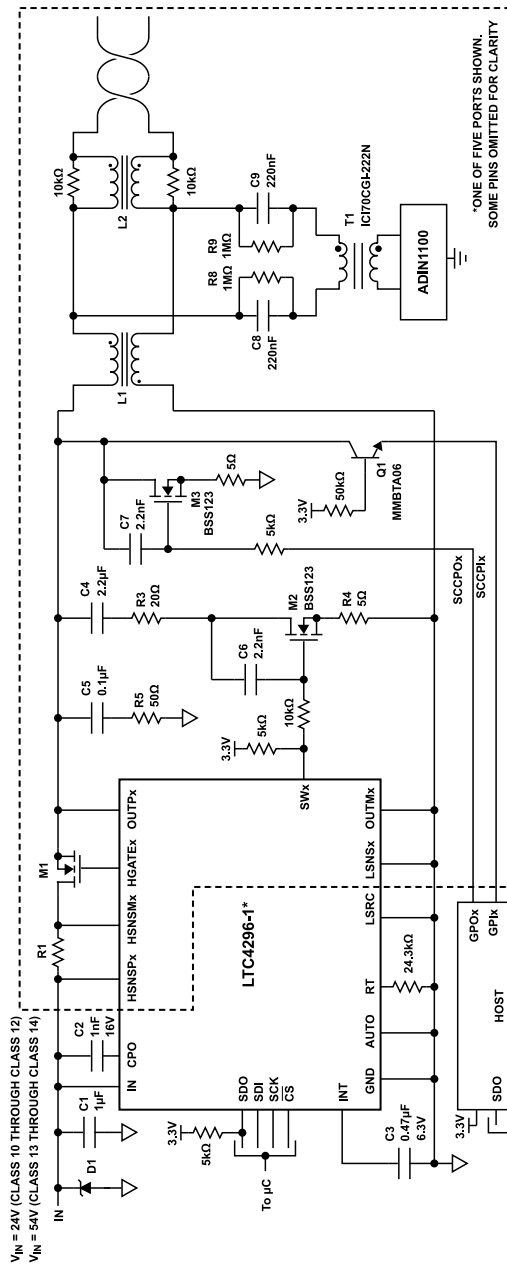 V_IN = 24V (CLASS 10 THROUGH CLASS 12)
V_IN = 54V (CLASS 13 THROUGH CLASS 14)
IN
D1
C1
1µF
C2
1nF
16V
R1
M1
C5
0.1µF
R5
50Ω
C4
2.2µF
R3
20Ω
C7
2.2nF
M3
BSS123
5Ω
L1
L2
10kΩ
10kΩ
IN
CPO
HSNSPx
HSNSMx
HGATEx
OUTPx
3.3V
5kΩ
To µC
SDO
SDI
SCK
CS
INT
LTC4296-1*
SWx
3.3V
5kΩ
10kΩ
C6
2.2nF
M2
BSS123
R4
5Ω
5kΩ
3.3V
50kΩ
Q1
MMBTA06
C8
220nF
R8
1MΩ
R9
1MΩ
C9
220nF
T1
ICI70CGI-222N
ADIN1100
GND
AUTO
RT
LSRC
LSNSx
OUTMx
C3
0.47µF
6.3V
24.3kΩ
SCCPOx
SCCPIx
3.3V
SDO
HOST
GPOx
GPIx
*ONE OF FIVE PORTS SHOWN.
SOME PINS OMITTED FOR CLARITY